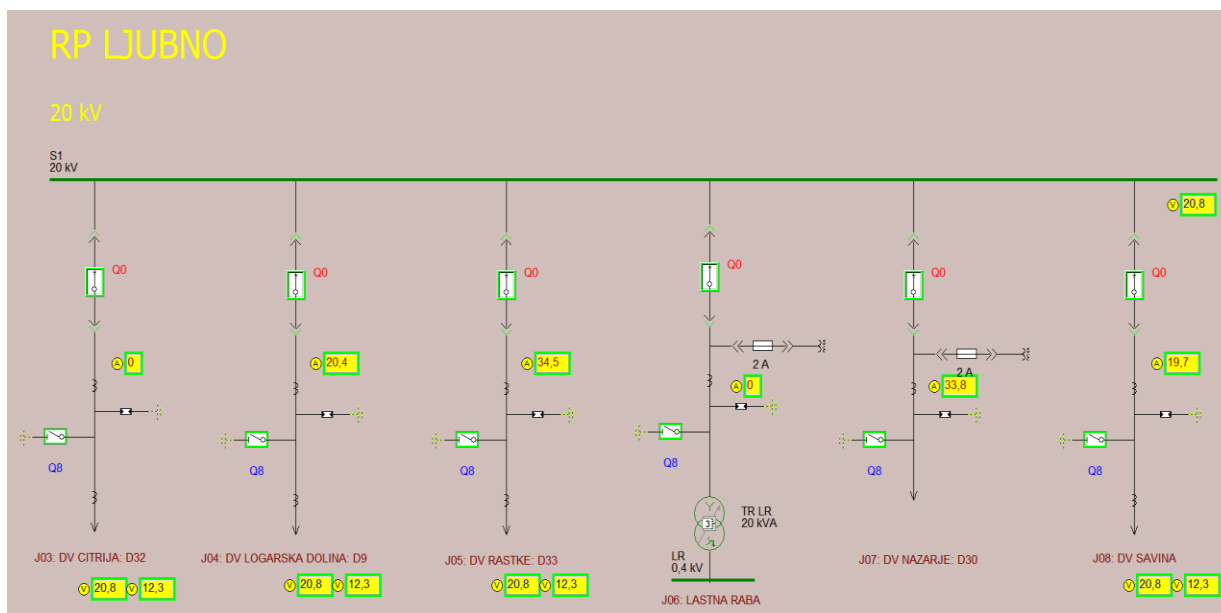 RP LJUBNO
20 kV
S1
20 kV
V 20,8
Q0 Q0 Q0 Q0 Q0 Q0
A 0 A 20,4 A 34,5 2 A A 0 2 A A 33,8 A 19,7
Q8 Q8 Q8 Q8 Q8 Q8
3
TR LR
20 kVA
LR
0,4 kV
J03: DV CITRIJA: D32 J04: DV LOGARSKA DOLINA: D9 J05: DV RASTKE: D33 J06: LASTNA RABA J07: DV NAZARJE: D30 J08: DV SAVINA
V 20,8 V 12,3 V 20,8 V 12,3 V 20,8 V 12,3 V 20,8 V 12,3